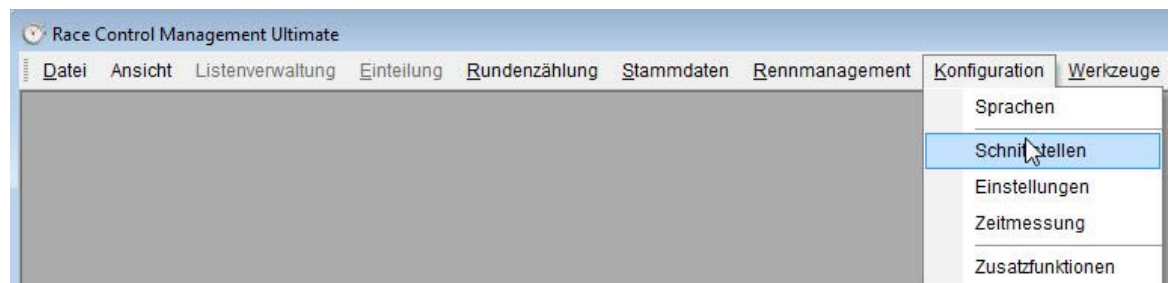 Race Control Management Ultimate
Datei Ansicht Listenverwaltung Einteilung Rundenzählung Stammdaten Rennmanagement Konfiguration Werkzeuge
Sprachen
Schnittstellen
Einstellungen
Zeitmessung
Zusatzfunktionen